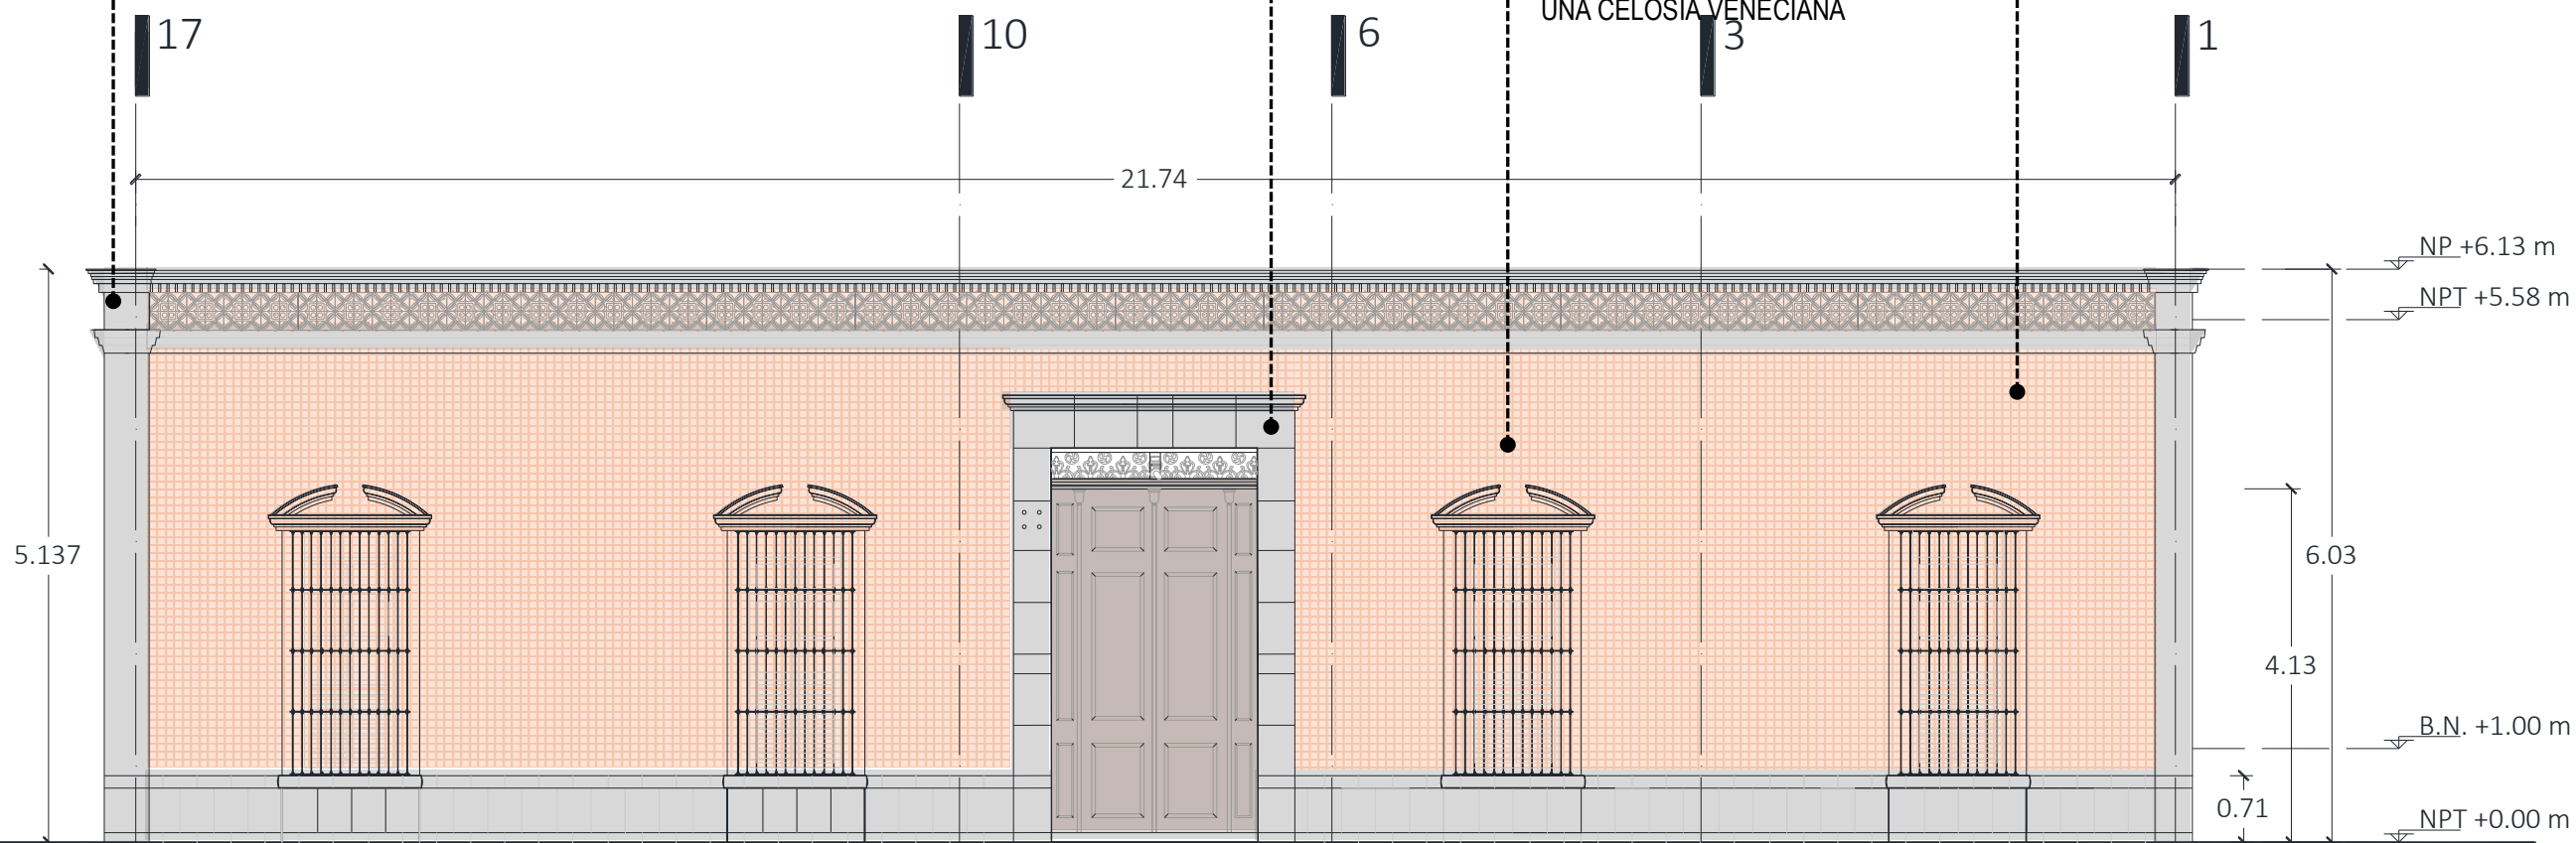 UNA CELOSÍA VENECIANA
17 10 6 3 1
21.74
NP +6.13 m
NPT +5.58 m
5.137
6.03
4.13
B.N. +1.00 m
0.71
NPT +0.00 m